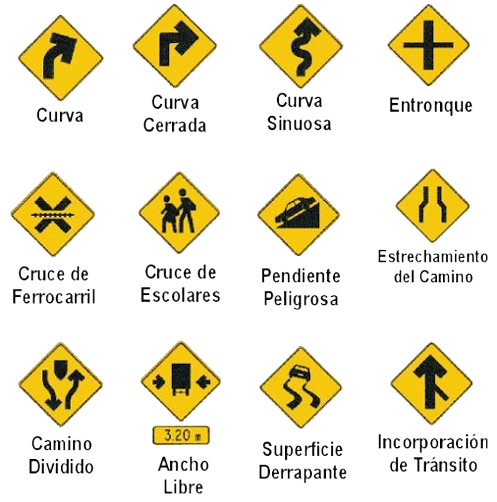 Curva
Curva
Cerrada
Curva
Sinuosa
Entronque
Cruce de
Ferrocarril
Cruce de
Escolares
Pendiente
Peligrosa
Estrechamiento
del Camino
Camino
Dividido
3.20 m
Ancho
Libre
Superficie
Derrapante
Incorporación
de Tránsito